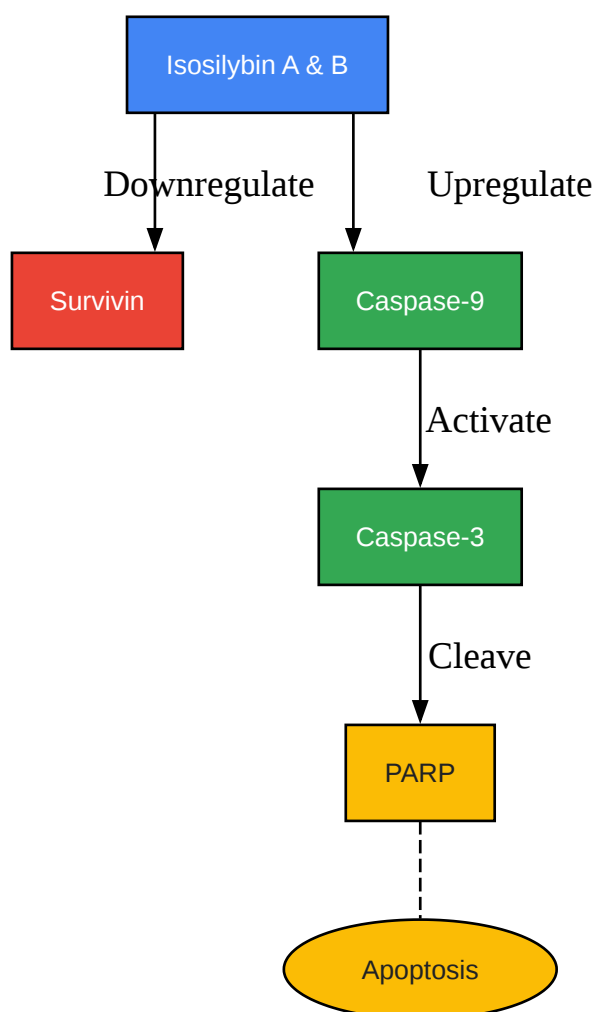 Isosilybin A & B
Downregulate
Upregulate
Survivin
Caspase-9
Activate
Caspase-3
Cleave
PARP
Apoptosis